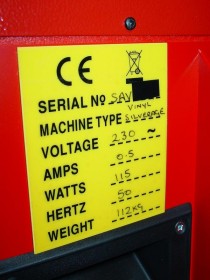 CE
SERIAL Nº SAV
VINYL
MACHINE TYPE SILVERAGE
VOLTAGE 230 ~
AMPS 0.5
WATTS 115
HERTZ 50
WEIGHT 112KG